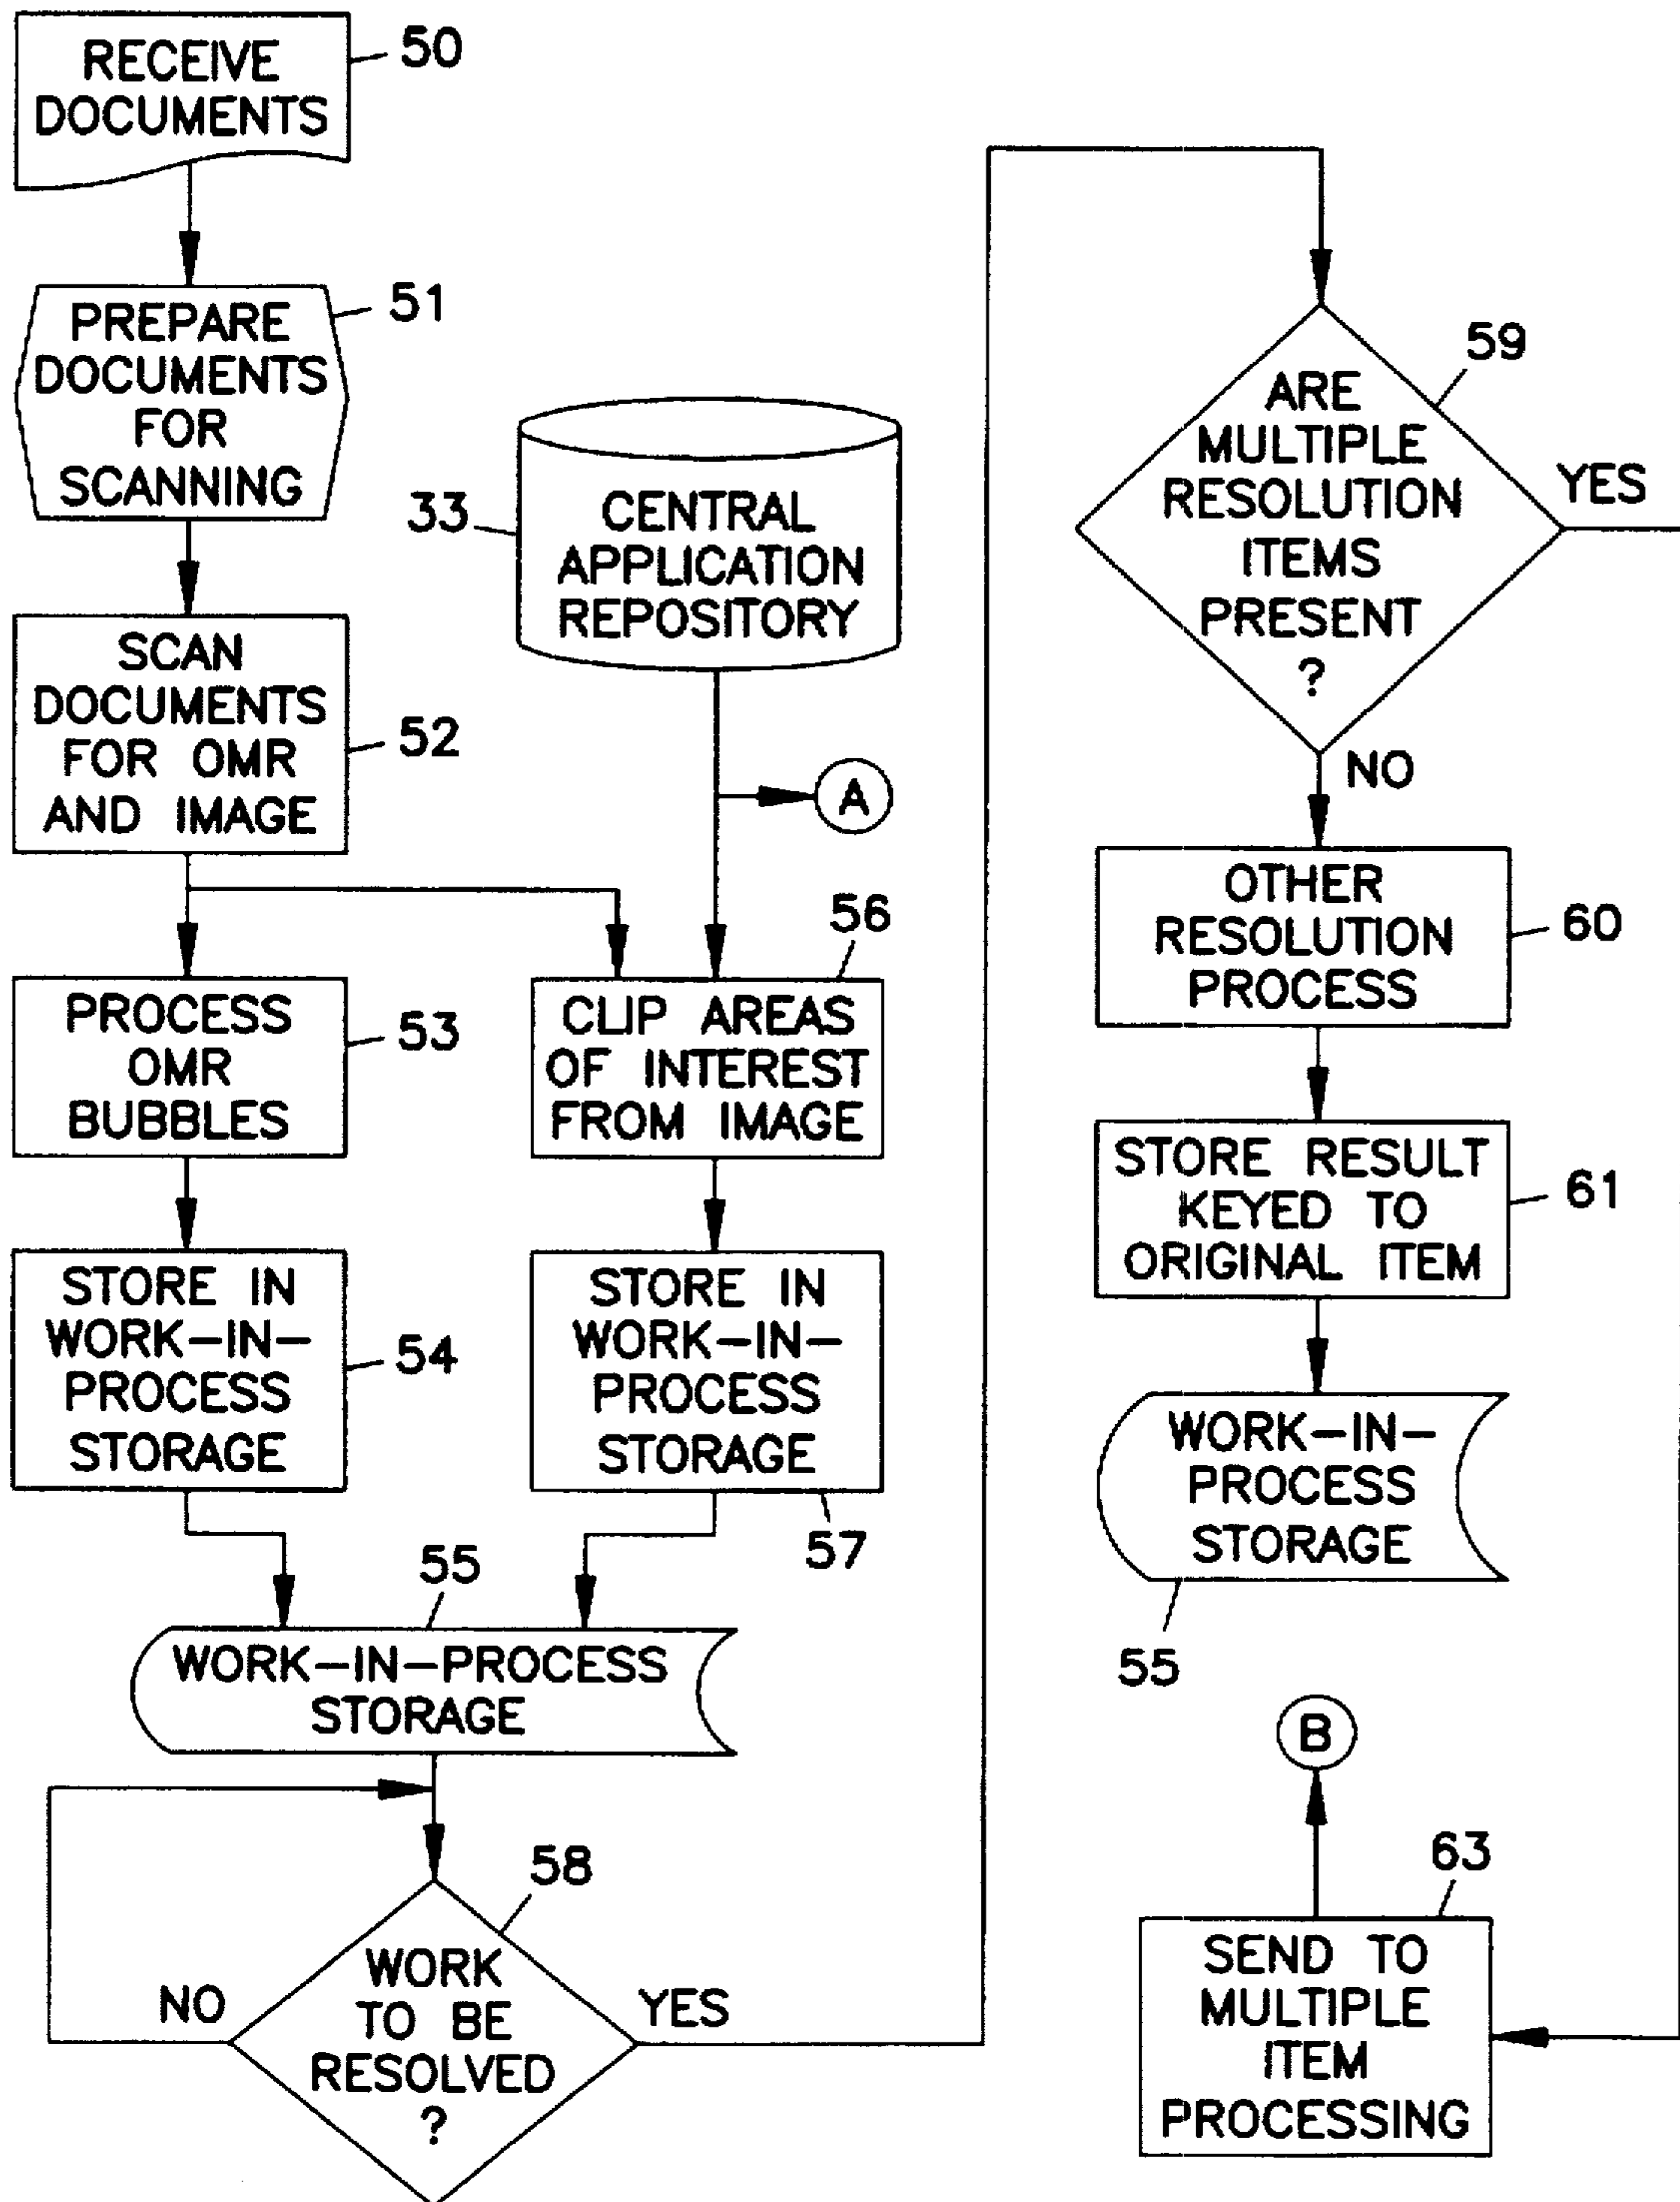 RECEIVE
DOCUMENTS
50
PREPARE
DOCUMENTS
FOR
SCANNING
51
SCAN
DOCUMENTS
FOR OMR
AND IMAGE
52
33
CENTRAL
APPLICATION
REPOSITORY
A
PROCESS
OMR
BUBBLES
53
56
CLIP AREAS
OF INTEREST
FROM IMAGE
STORE IN
WORK-IN-
PROCESS
STORAGE
54
STORE IN
WORK-IN-
PROCESS
STORAGE
57
55
WORK-IN-PROCESS
STORAGE
58
WORK
TO BE
RESOLVED
?
NO
YES
59
ARE
MULTIPLE
RESOLUTION
ITEMS
PRESENT
?
YES
NO
OTHER
RESOLUTION
PROCESS
60
STORE RESULT
KEYED TO
ORIGINAL ITEM
61
WORK-IN-
PROCESS
STORAGE
55
B
63
SEND TO
MULTIPLE
ITEM
PROCESSING